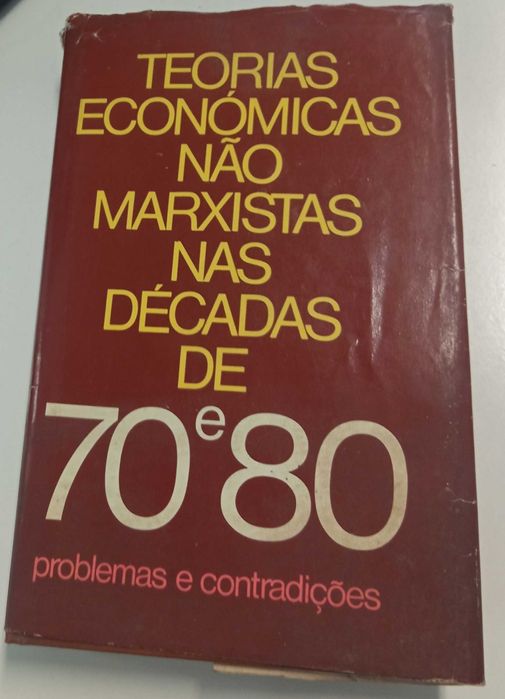 TEORIAS
ECONÓMICAS
NÃO
MARXISTAS
NAS
DÉCADAS
DE
70 e 80
problemas e contradições